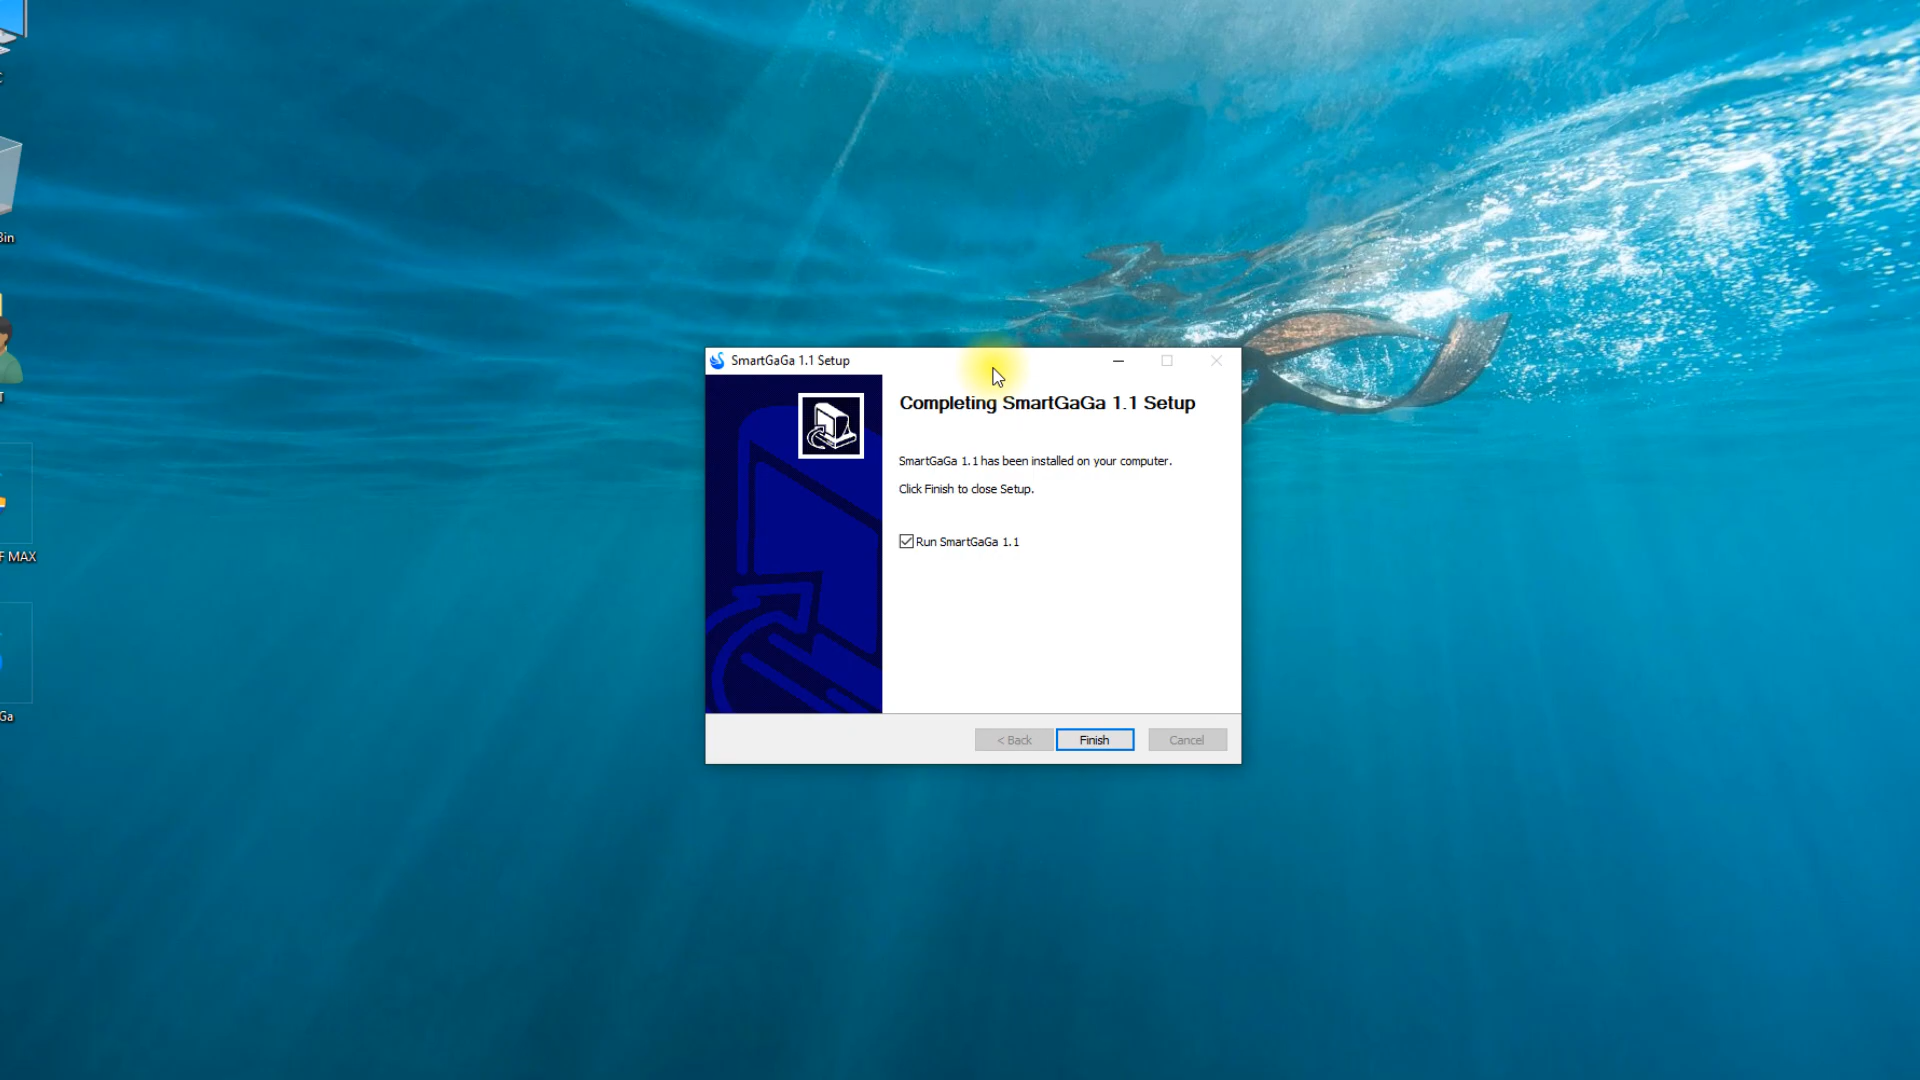 Bin
F MAX
Ga
SmartGaGa 1.1 Setup
Completing SmartGaGa 1.1 Setup
SmartGaGa 1.1 has been installed on your computer.
Click Finish to close Setup.
Run SmartGaGa 1.1
< Back
Finish
Cancel